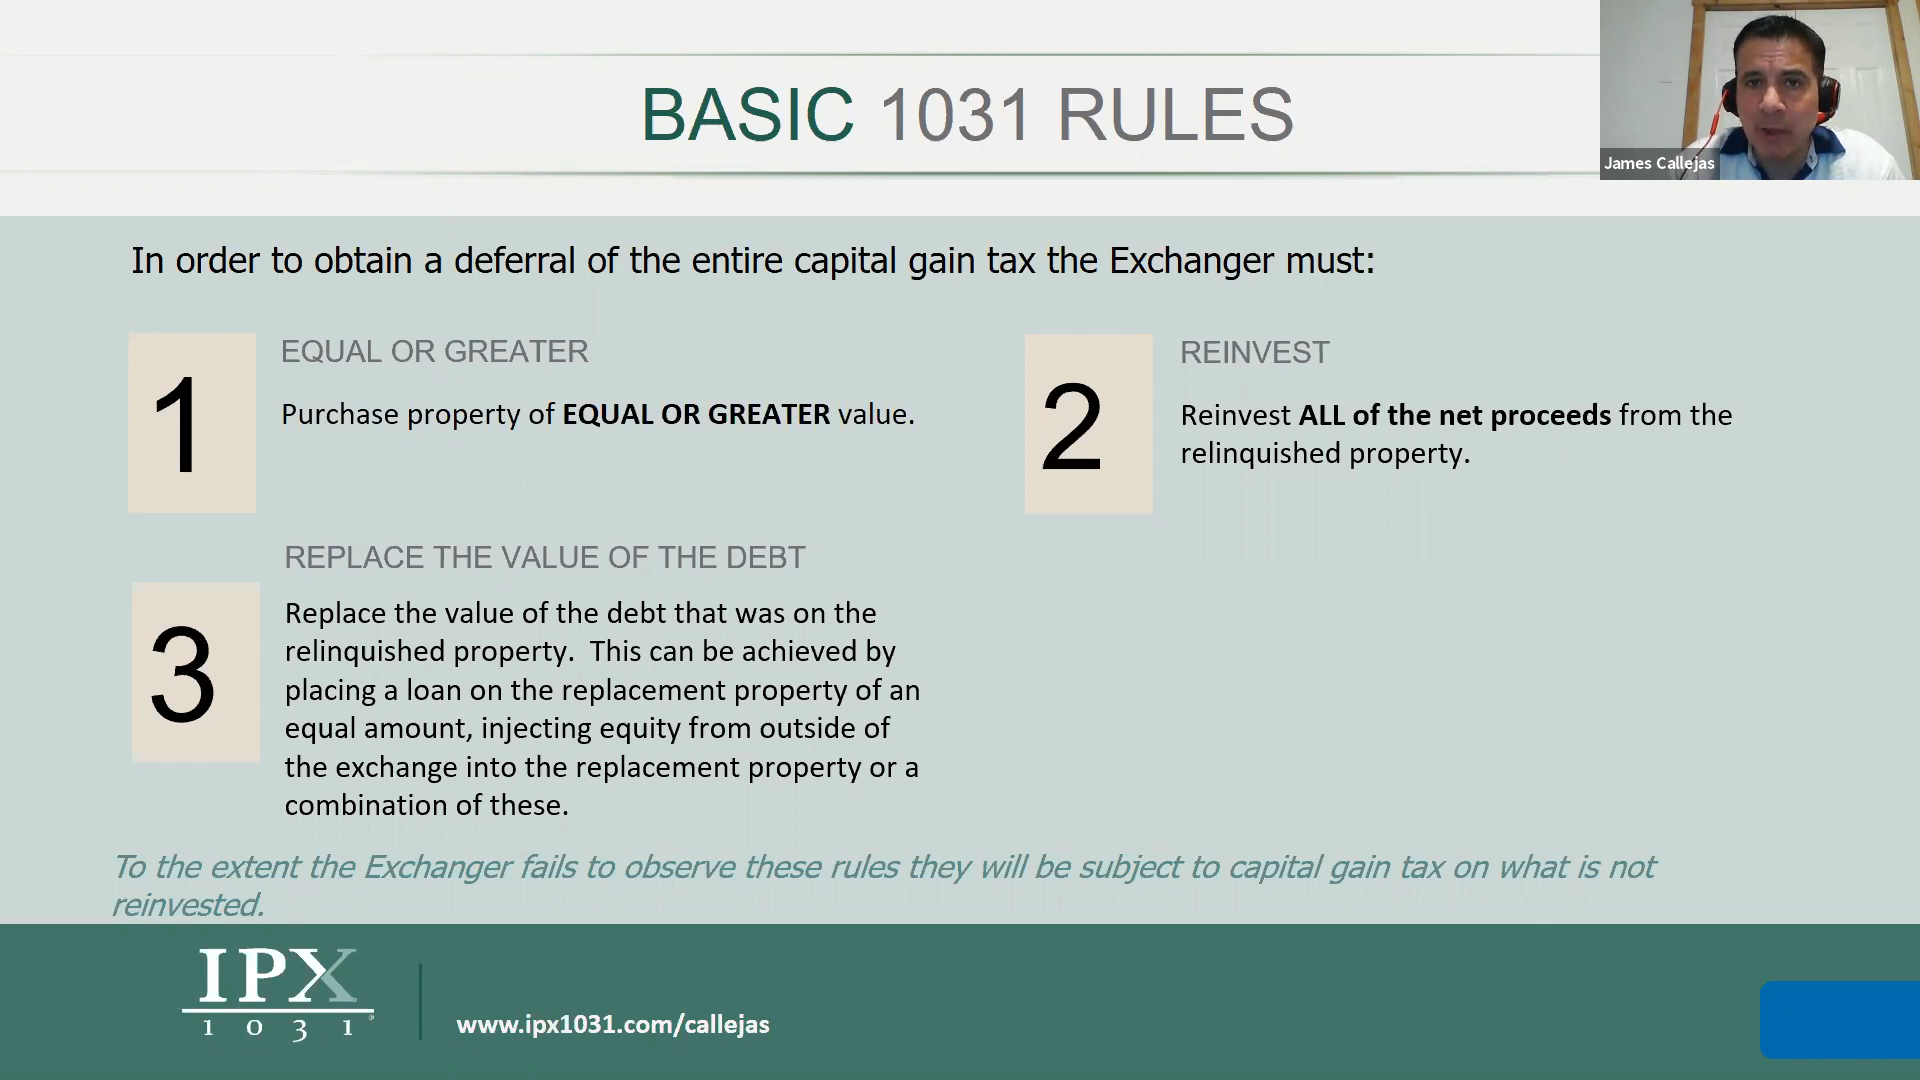 BASIC 1031 RULES
James Callejas
In order to obtain a deferral of the entire capital gain tax the Exchanger must:
1
EQUAL OR GREATER
Purchase property of EQUAL OR GREATER value.
2
REINVEST
Reinvest ALL of the net proceeds from the
relinquished property.
3
REPLACE THE VALUE OF THE DEBT
Replace the value of the debt that was on the
relinquished property.  This can be achieved by
placing a loan on the replacement property of an
equal amount, injecting equity from outside of
the exchange into the replacement property or a
combination of these.
To the extent the Exchanger fails to observe these rules they will be subject to capital gain tax on what is not
reinvested.
IPX
1031®
www.ipx1031.com/callejas